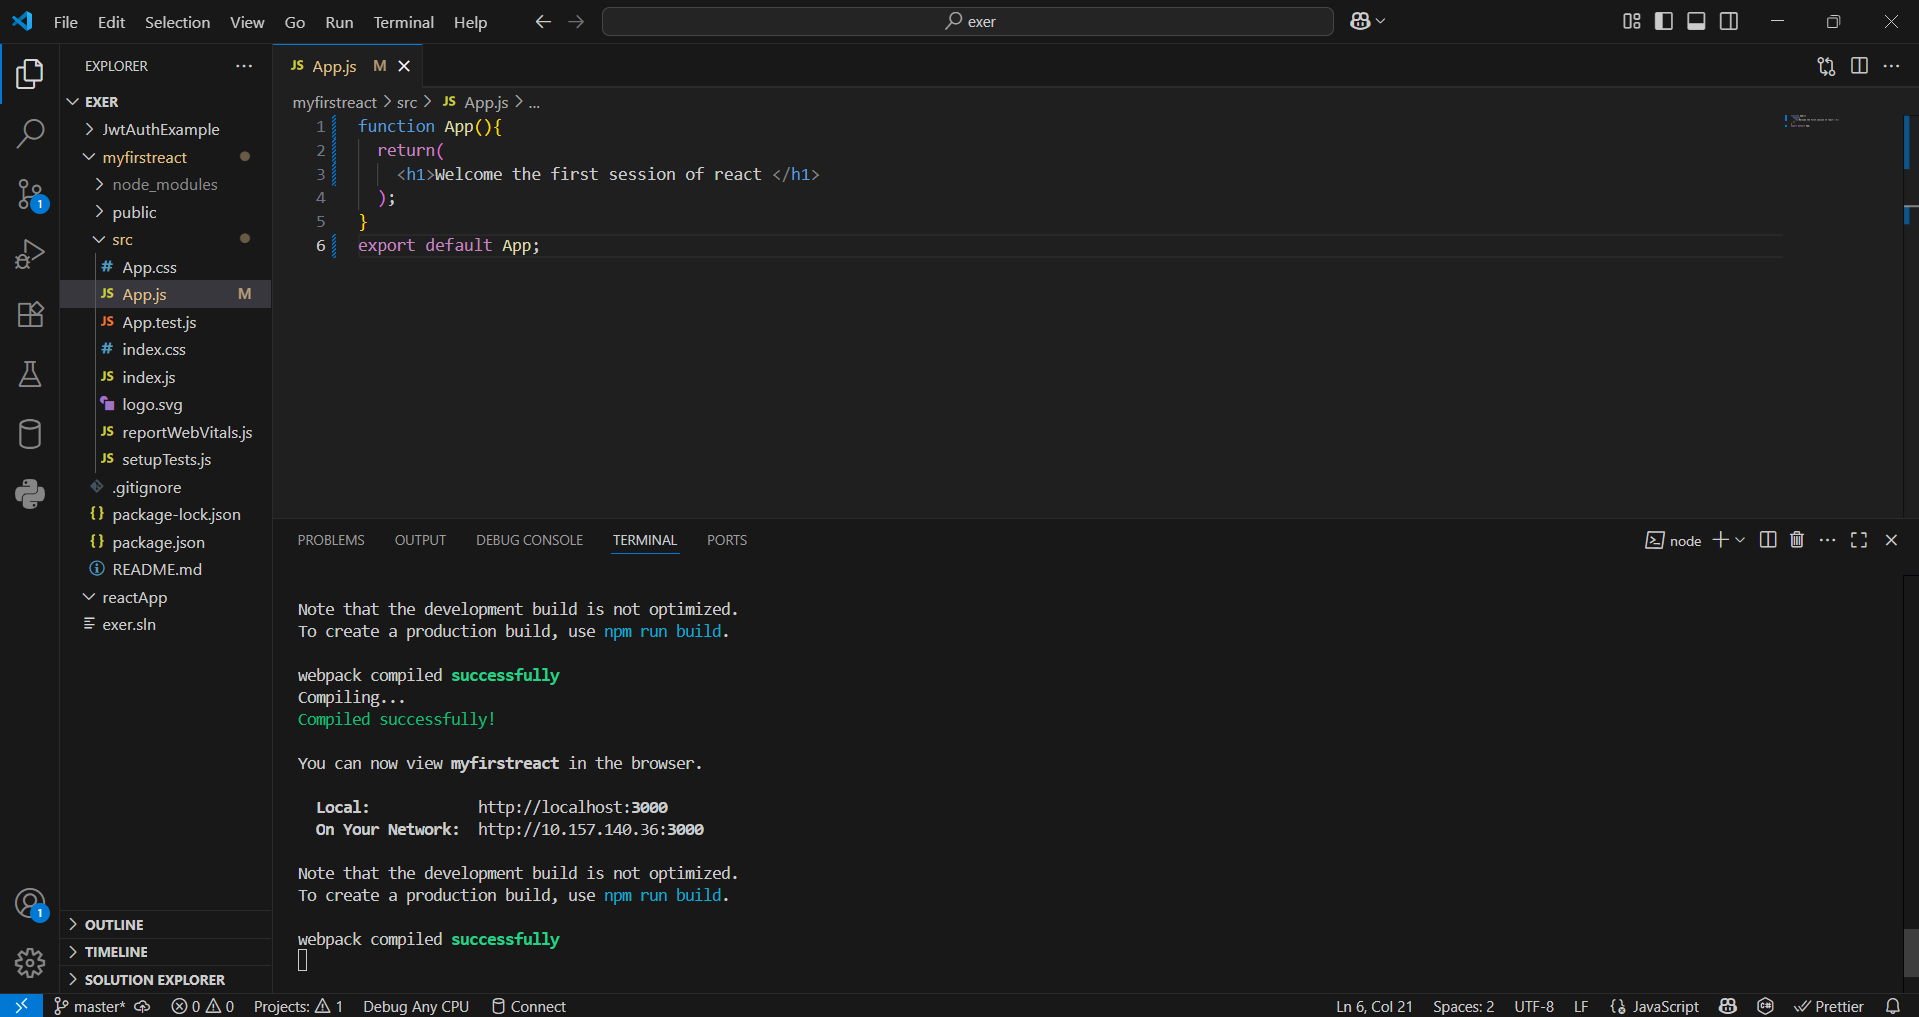 File Edit Selection View Go Run Terminal Help
exer
EXPLORER
EXER
JwtAuthExample
myfirstreact
node_modules
public
src
# App.css
JS App.js M
JS App.test.js
# index.css
JS index.js
logo.svg
JS reportWebVitals.js
JS setupTests.js
.gitignore
{} package-lock.json
{} package.json
README.md
reactApp
exer.sln
OUTLINE
TIMELINE
SOLUTION EXPLORER
1
1
JS App.js M
myfirstreact > src > JS App.js > ...
1 function App(){
2 return(
3 <h1>Welcome the first session of react </h1>
4 );
5 }
6 export default App;
PROBLEMS OUTPUT DEBUG CONSOLE TERMINAL PORTS
node
Note that the development build is not optimized.
To create a production build, use npm run build.
webpack compiled successfully
Compiling...
Compiled successfully!
You can now view myfirstreact in the browser.
Local: http://localhost:3000
On Your Network: http://10.157.140.36:3000
Note that the development build is not optimized.
To create a production build, use npm run build.
webpack compiled successfully
master* 0 0 Projects: 1 Debug Any CPU Connect
Ln 6, Col 21 Spaces: 2 UTF-8 LF {} JavaScript Prettier